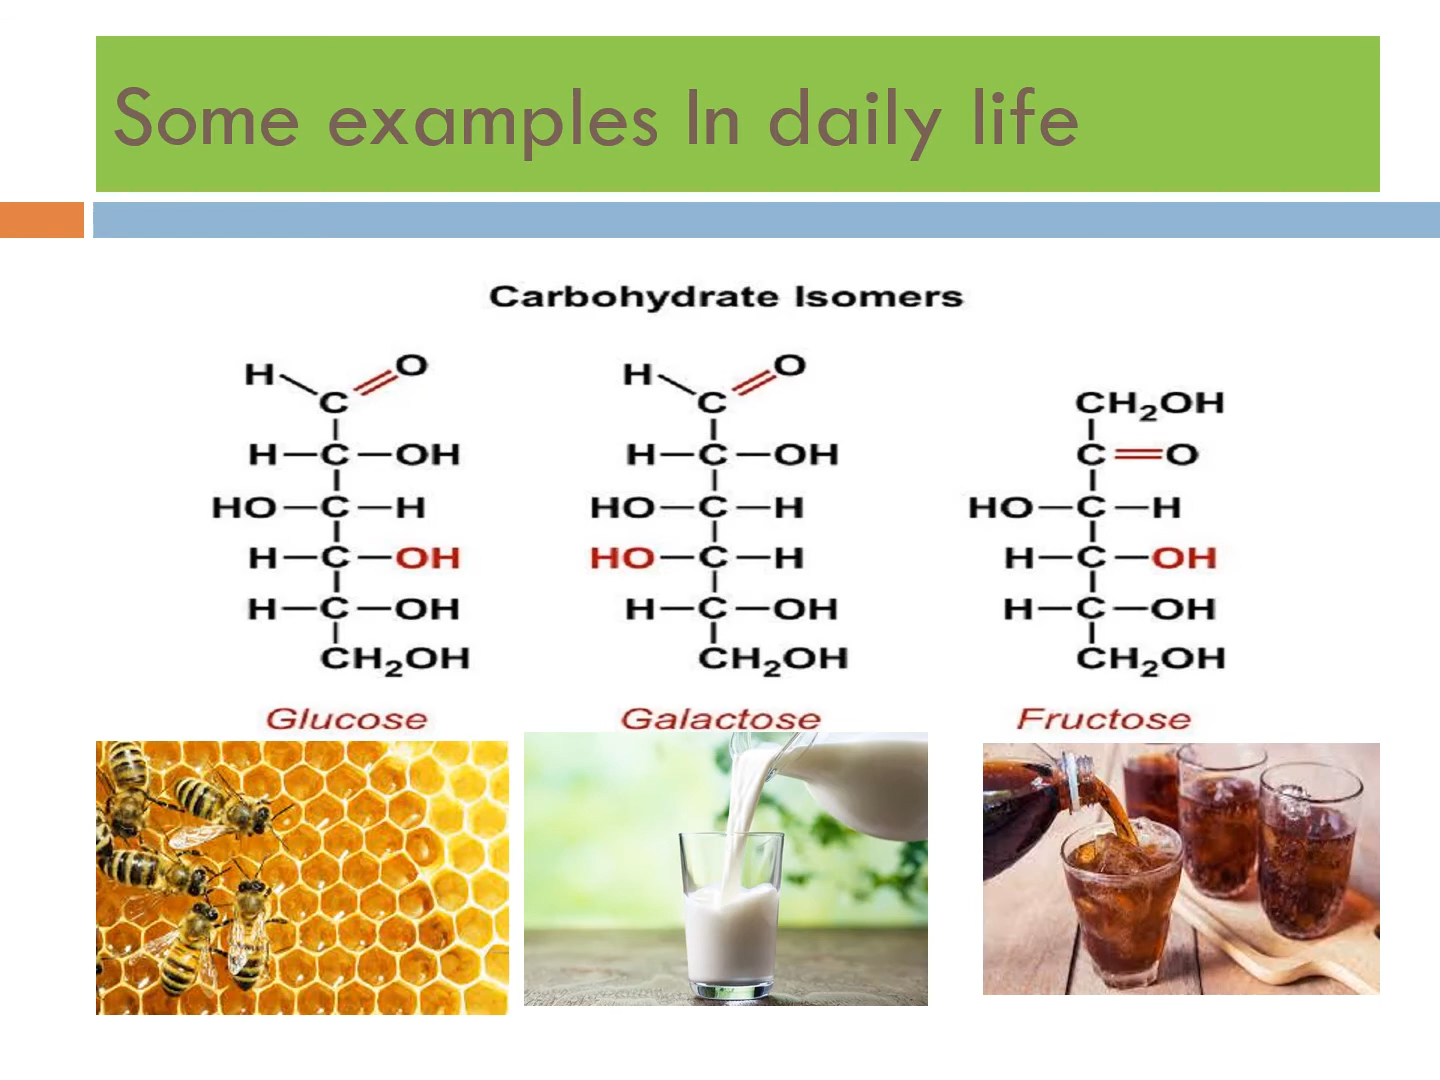 Some examples In daily life
Carbohydrate Isomers
H O H O
C C CH2OH
H C OH H C OH C O
HO C H HO C H HO C H
H C OH HO C H H C OH
H C OH H C OH H C OH
CH2OH CH2OH CH2OH
Glucose Galactose Fructose